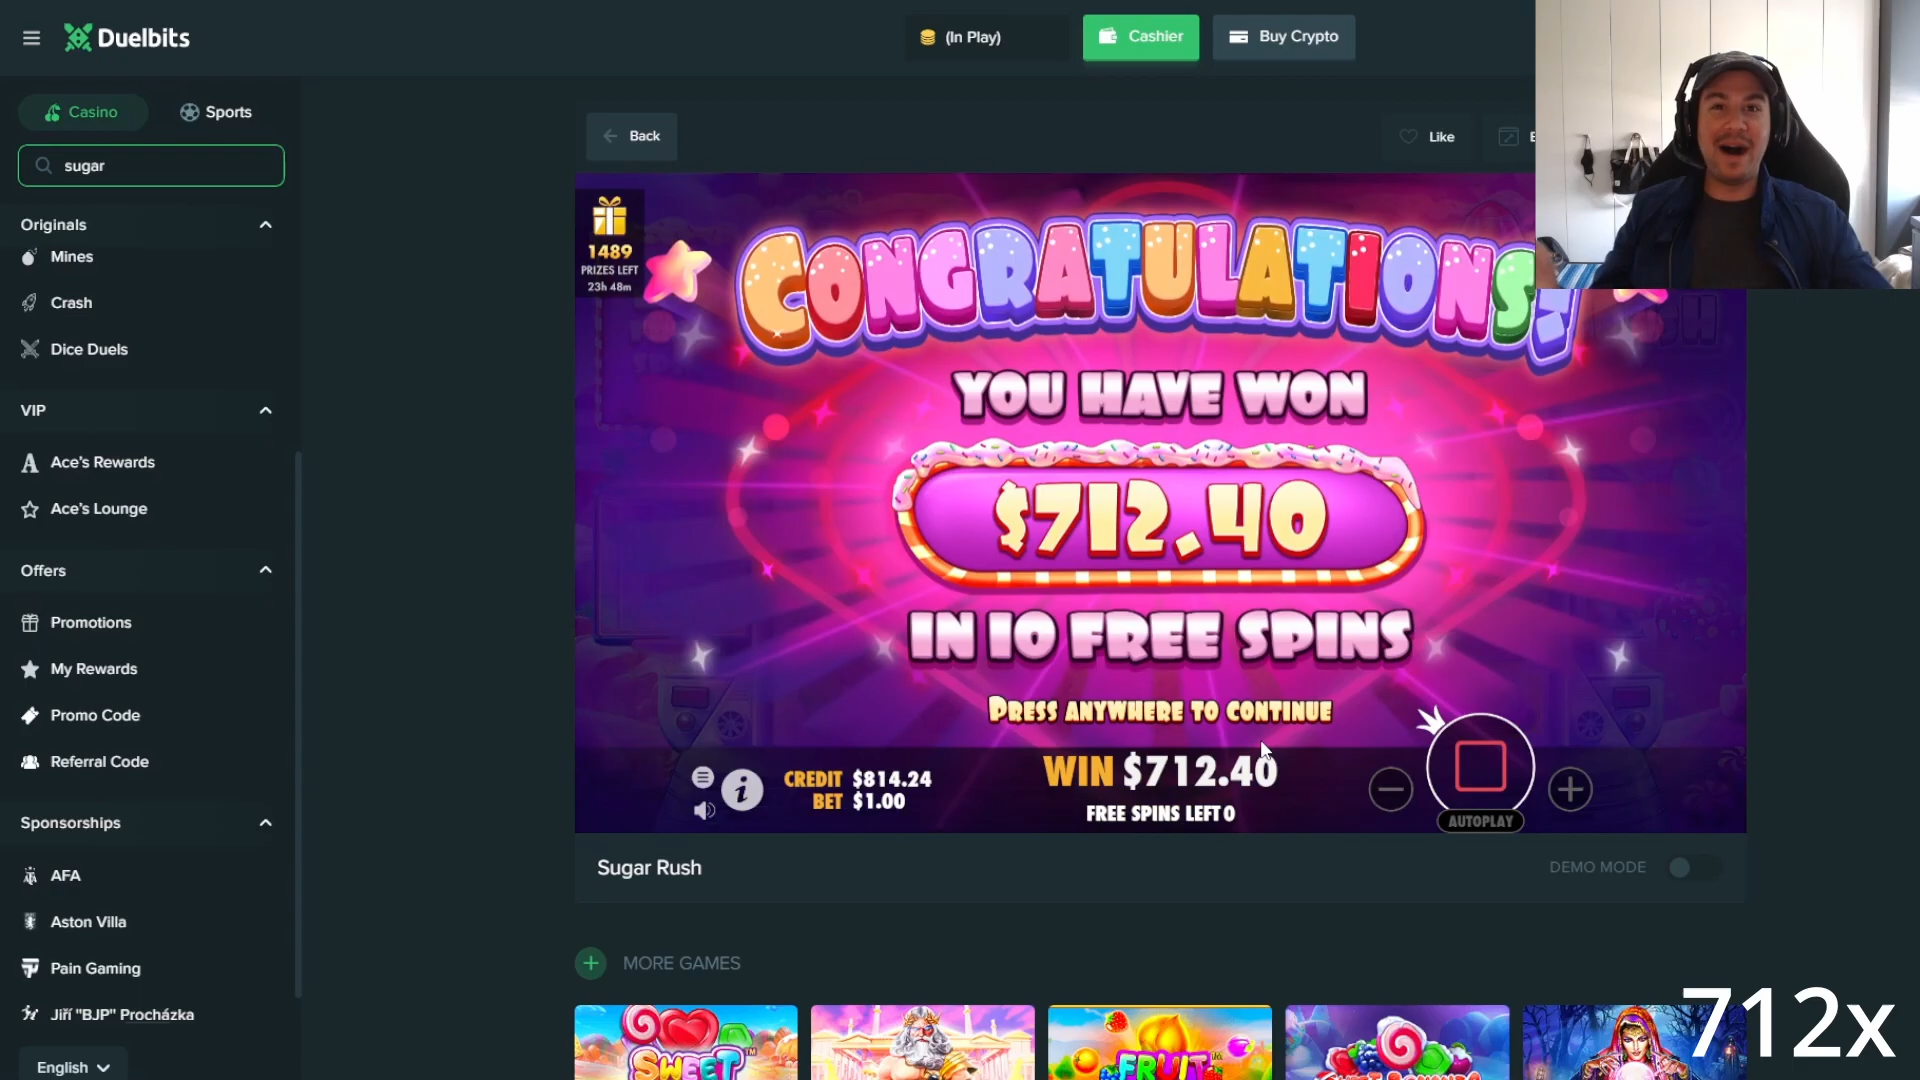 Duelbits
(In Play)
Cashier
Buy Crypto
Casino
Sports
sugar
Originals
Mines
Crash
Dice Duels
VIP
Ace's Rewards
Ace's Lounge
Offers
Promotions
My Rewards
Promo Code
Referral Code
Sponsorships
AFA
Aston Villa
Pain Gaming
Jiří "BJP" Procházka
English
Back
Like
1489
PRIZES LEFT
23h 48m
CONGRATULATIONS!
YOU HAVE WON
$712.40
IN 10 FREE SPINS
PRESS ANYWHERE TO CONTINUE
CREDIT $814.24
BET $1.00
WIN $712.40
FREE SPINS LEFT 0
AUTOPLAY
Sugar Rush
DEMO MODE
MORE GAMES
SWEET
FRUIT
712x